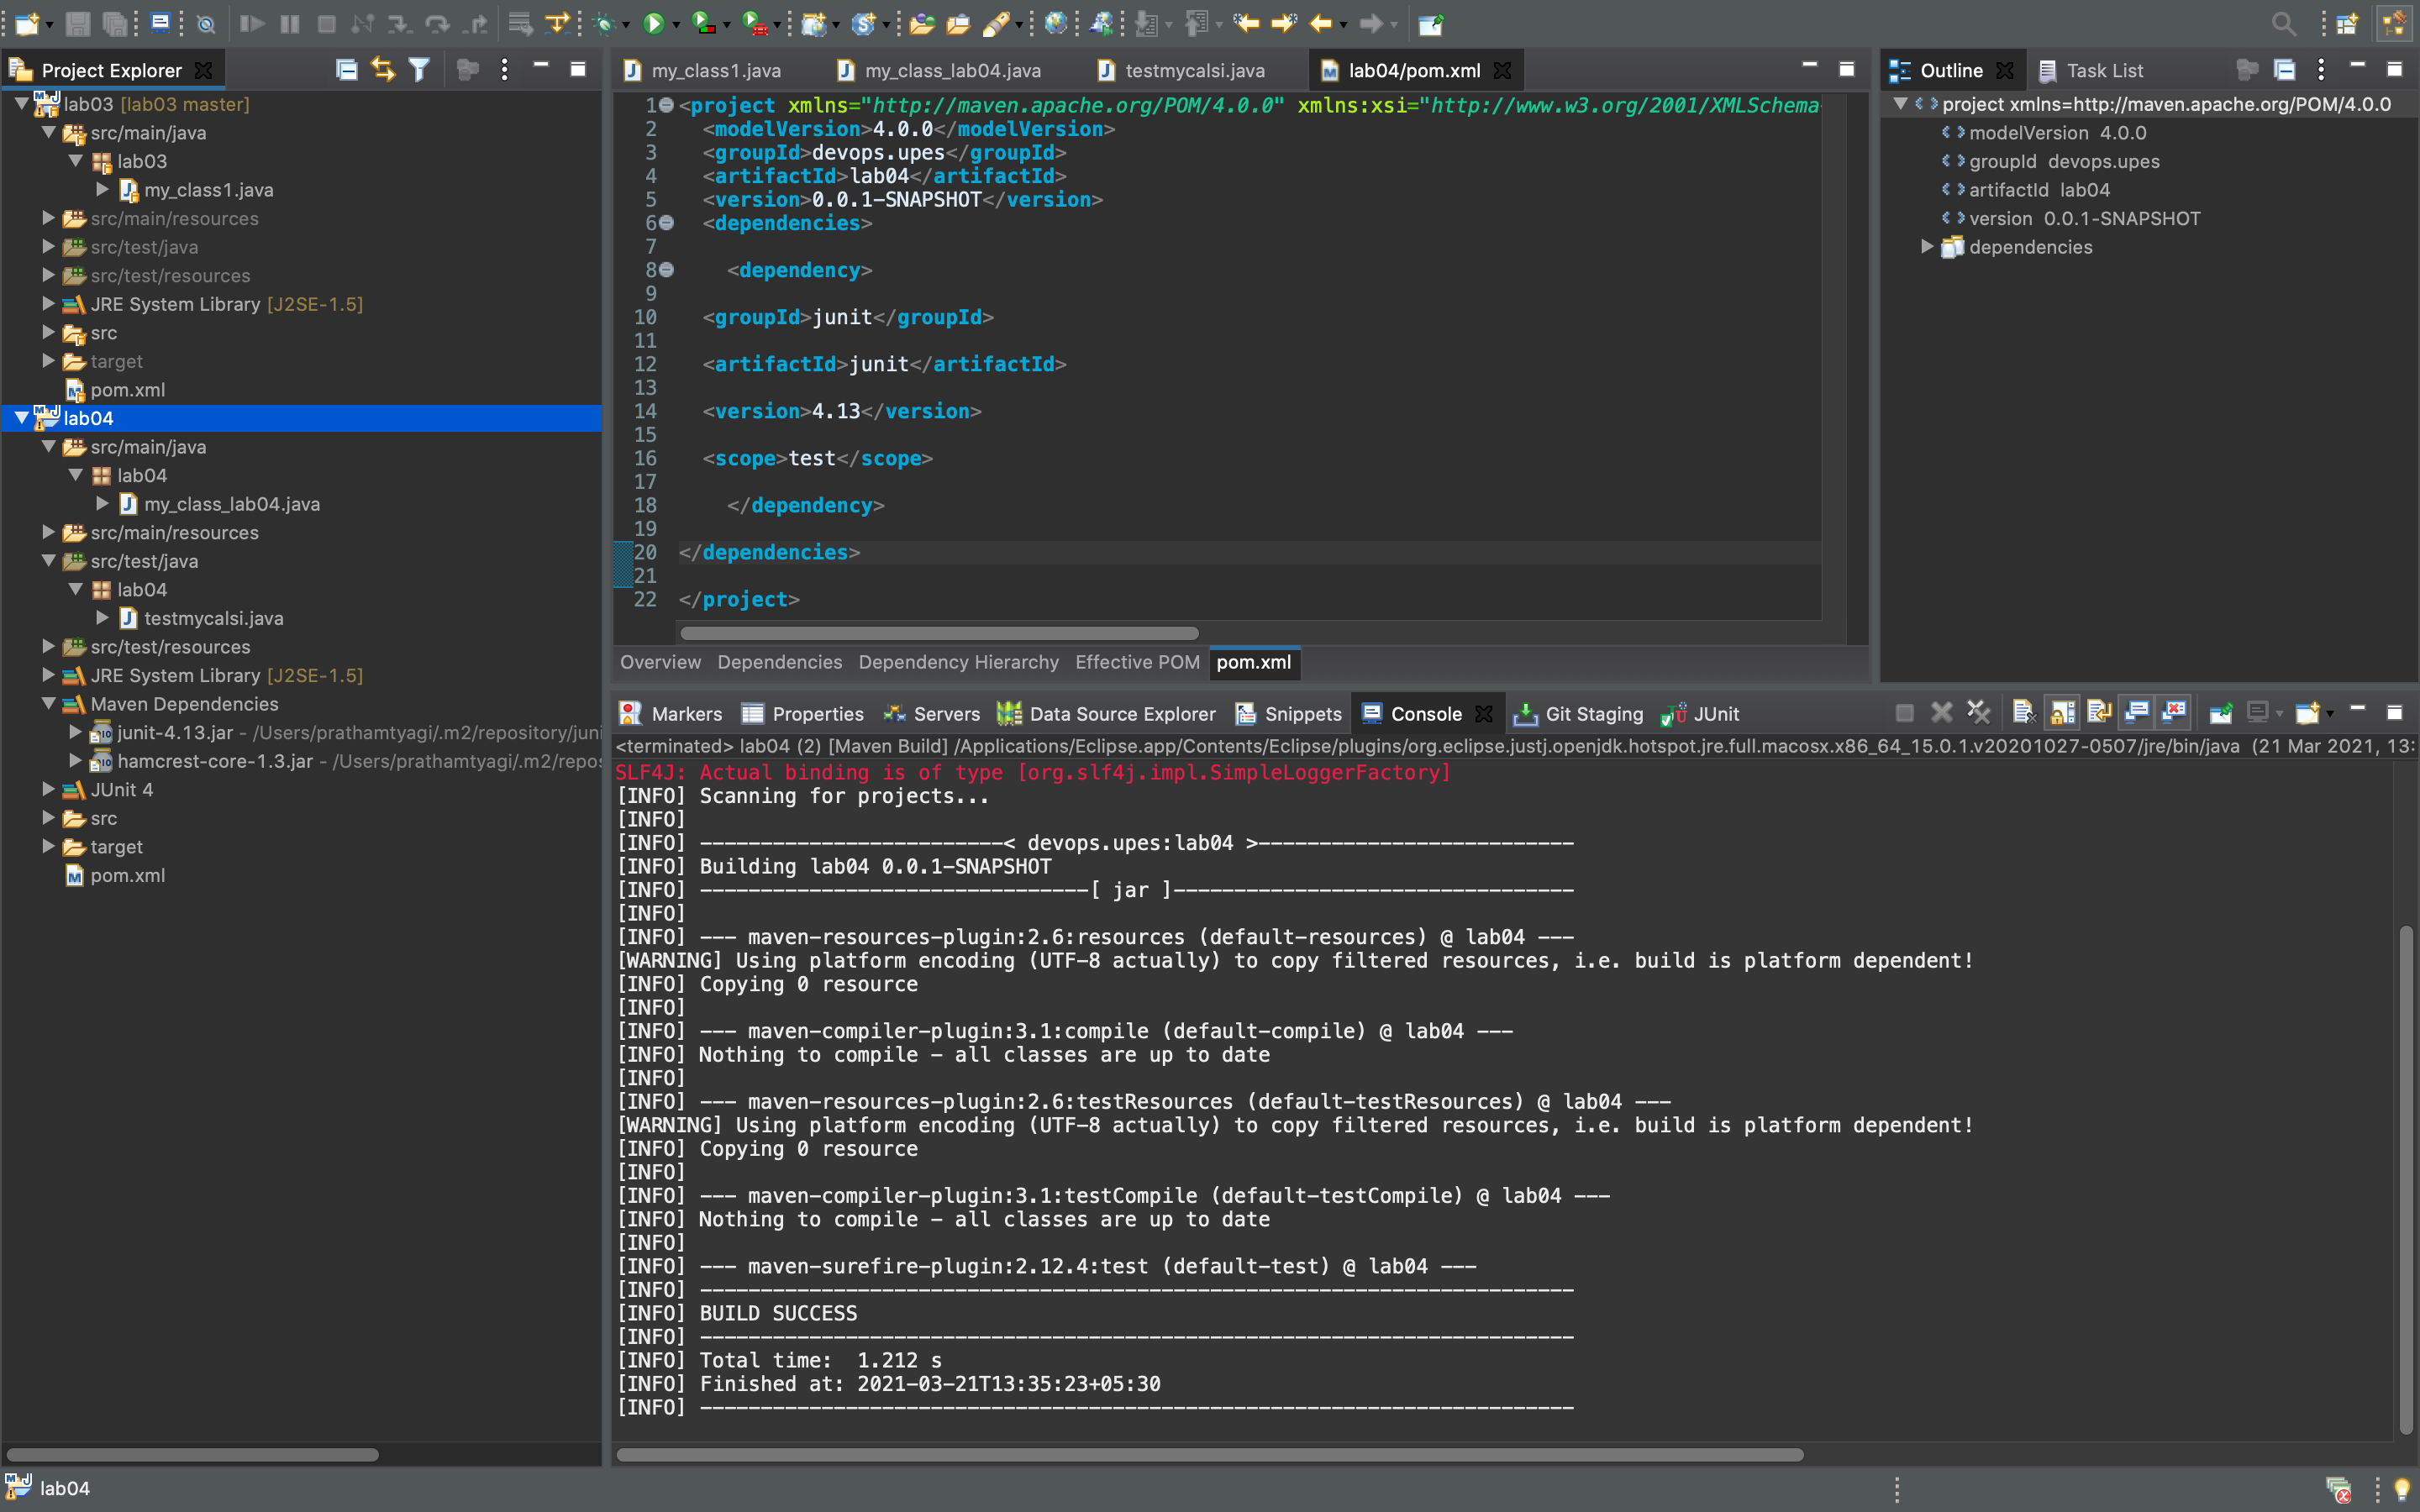 Project Explorer
lab03 [lab03 master]
src/main/java
lab03
my_class1.java
src/main/resources
src/test/java
src/test/resources
JRE System Library [J2SE-1.5]
src
target
pom.xml
lab04
src/main/java
lab04
my_class_lab04.java
src/main/resources
src/test/java
lab04
testmycalsi.java
src/test/resources
JRE System Library [J2SE-1.5]
Maven Dependencies
junit-4.13.jar - /Users/prathamtyagi/.m2/repository/juni
hamcrest-core-1.3.jar - /Users/prathamtyagi/.m2/repos
JUnit 4
src
target
pom.xml
my_class1.java my_class_lab04.java testmycalsi.java lab04/pom.xml
1 <project xmlns="http://maven.apache.org/POM/4.0.0" xmlns:xsi="http://www.w3.org/2001/XMLSchema-
2 <modelVersion>4.0.0</modelVersion>
3 <groupId>devops.upes</groupId>
4 <artifactId>lab04</artifactId>
5 <version>0.0.1-SNAPSHOT</version>
6 <dependencies>
7
8 <dependency>
9
10 <groupId>junit</groupId>
11
12 <artifactId>junit</artifactId>
13
14 <version>4.13</version>
15
16 <scope>test</scope>
17
18 </dependency>
19
20 </dependencies>
21
22 </project>
Overview Dependencies Dependency Hierarchy Effective POM pom.xml
Outline Task List
project xmlns=http://maven.apache.org/POM/4.0.0
modelVersion 4.0.0
groupId devops.upes
artifactId lab04
version 0.0.1-SNAPSHOT
dependencies
Markers Properties Servers Data Source Explorer Snippets Console Git Staging JUnit
<terminated> lab04 (2) [Maven Build] /Applications/Eclipse.app/Contents/Eclipse/plugins/org.eclipse.justj.openjdk.hotspot.jre.full.macosx.x86_64_15.0.1.v20201027-0507/jre/bin/java (21 Mar 2021, 13:
SLF4J: Actual binding is of type [org.slf4j.impl.SimpleLoggerFactory]
[INFO] Scanning for projects...
[INFO]
[INFO] -------------------------< devops.upes:lab04 >--------------------------
[INFO] Building lab04 0.0.1-SNAPSHOT
[INFO] --------------------------------[ jar ]---------------------------------
[INFO]
[INFO] --- maven-resources-plugin:2.6:resources (default-resources) @ lab04 ---
[WARNING] Using platform encoding (UTF-8 actually) to copy filtered resources, i.e. build is platform dependent!
[INFO] Copying 0 resource
[INFO]
[INFO] --- maven-compiler-plugin:3.1:compile (default-compile) @ lab04 ---
[INFO] Nothing to compile - all classes are up to date
[INFO]
[INFO] --- maven-resources-plugin:2.6:testResources (default-testResources) @ lab04 ---
[WARNING] Using platform encoding (UTF-8 actually) to copy filtered resources, i.e. build is platform dependent!
[INFO] Copying 0 resource
[INFO]
[INFO] --- maven-compiler-plugin:3.1:testCompile (default-testCompile) @ lab04 ---
[INFO] Nothing to compile - all classes are up to date
[INFO]
[INFO] --- maven-surefire-plugin:2.12.4:test (default-test) @ lab04 ---
[INFO] ------------------------------------------------------------------------
[INFO] BUILD SUCCESS
[INFO] ------------------------------------------------------------------------
[INFO] Total time:  1.212 s
[INFO] Finished at: 2021-03-21T13:35:23+05:30
[INFO] ------------------------------------------------------------------------
lab04